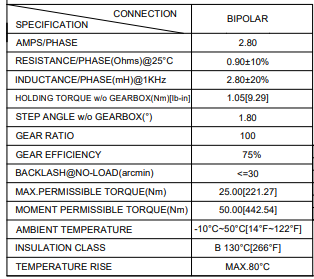 CONNECTION
SPECIFICATION
BIPOLAR
AMPS/PHASE 2.80
RESISTANCE/PHASE(Ohms)@25°C 0.90±10%
INDUCTANCE/PHASE(mH)@1KHz 2.80±20%
HOLDING TORQUE w/o GEARBOX(Nm)[lb-in] 1.05[9.29]
STEP ANGLE w/o GEARBOX(°) 1.80
GEAR RATIO 100
GEAR EFFICIENCY 75%
BACKLASH@NO-LOAD(arcmin) <=30
MAX.PERMISSIBLE TORQUE(Nm) 25.00[221.27]
MOMENT PERMISSIBLE TORQUE(Nm) 50.00[442.54]
AMBIENT TEMPERATURE -10°C~50°C[14°F~122°F]
INSULATION CLASS B 130°C[266°F]
TEMPERATURE RISE MAX.80°C